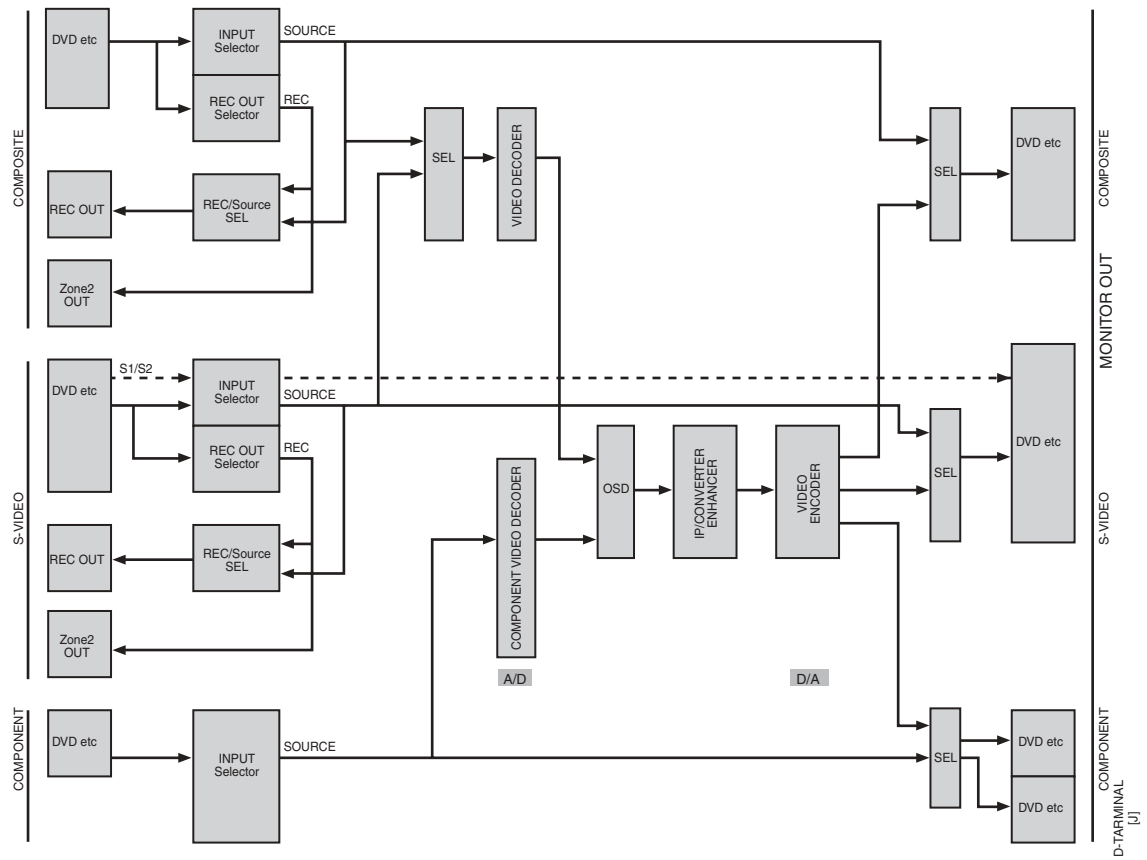 COMPOSITE
DVD etc
INPUT
Selector
SOURCE
REC OUT
Selector
REC
REC OUT
REC/Source
SEL
Zone2
OUT
SEL
VIDEO DECODER
SEL
DVD etc
COMPOSITE
MONITOR OUT
S-VIDEO
DVD etc
S1/S2
INPUT
Selector
SOURCE
REC OUT
Selector
REC
REC OUT
REC/Source
SEL
Zone2
OUT
COMPONENT VIDEO DECODER
A/D
OSD
IP/CONVERTER
ENHANCER
VIDEO
ENCODER
D/A
SEL
DVD etc
S-VIDEO
COMPONENT
DVD etc
INPUT
Selector
SOURCE
SEL
DVD etc
DVD etc
COMPONENT
D-TARMINAL
[J]